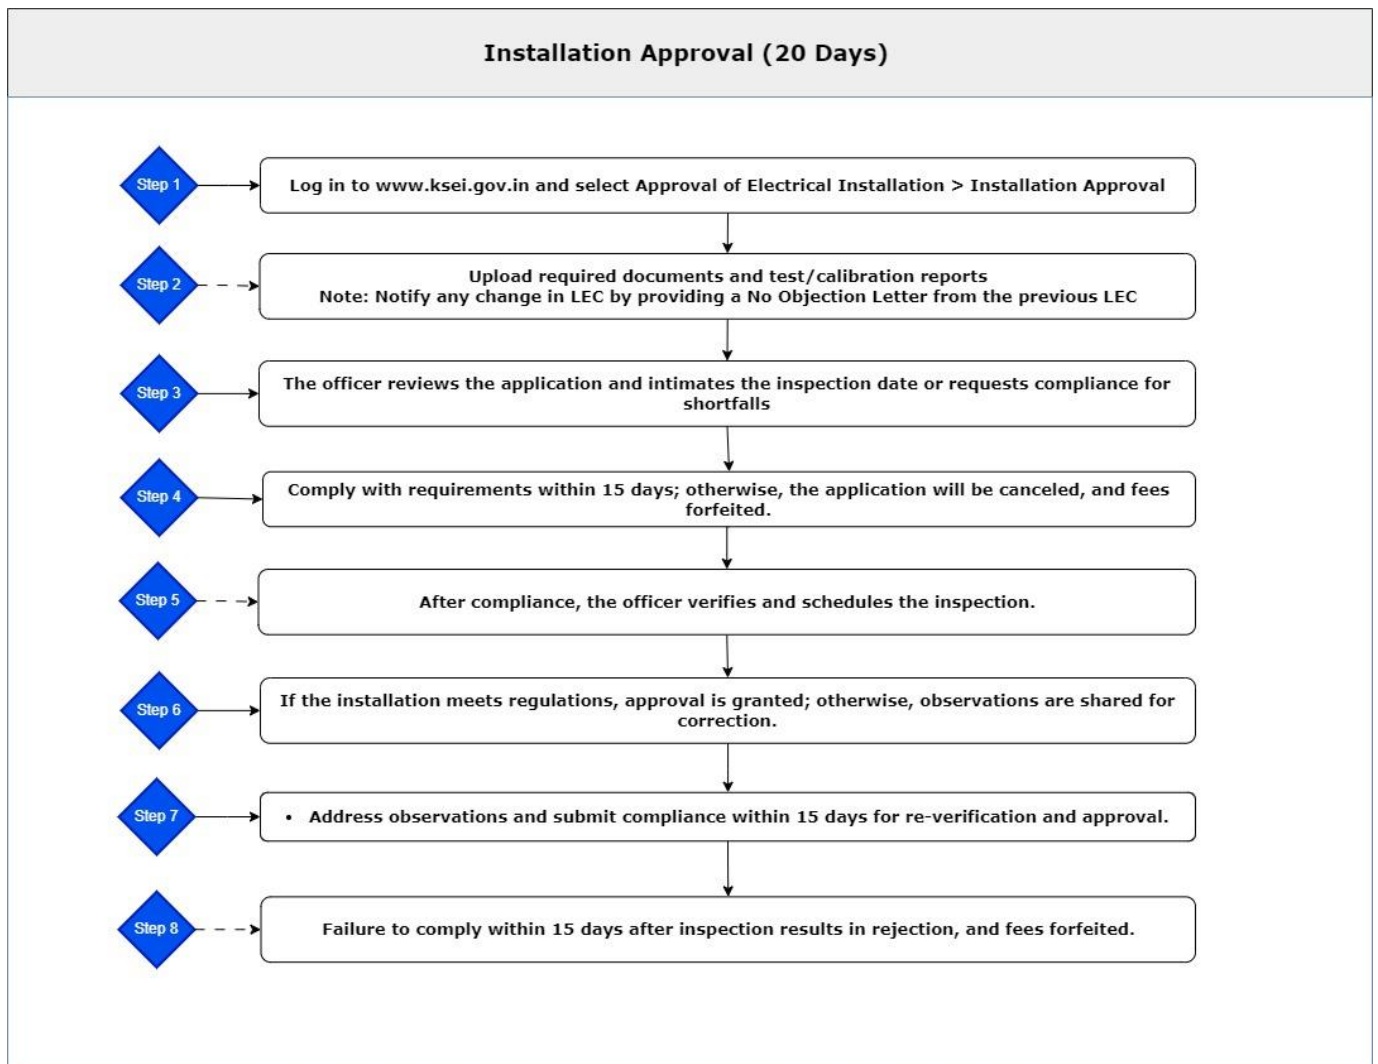 Installation Approval (20 Days)
Step 1
Log in to www.ksei.gov.in and select Approval of Electrical Installation > Installation Approval
Step 2
Upload required documents and test/calibration reports
Note: Notify any change in LEC by providing a No Objection Letter from the previous LEC
Step 3
The officer reviews the application and intimates the inspection date or requests compliance for
shortfalls
Step 4
Comply with requirements within 15 days; otherwise, the application will be canceled, and fees
forfeited.
Step 5
After compliance, the officer verifies and schedules the inspection.
Step 6
If the installation meets regulations, approval is granted; otherwise, observations are shared for
correction.
Step 7
• Address observations and submit compliance within 15 days for re-verification and approval.
Step 8
Failure to comply within 15 days after inspection results in rejection, and fees forfeited.